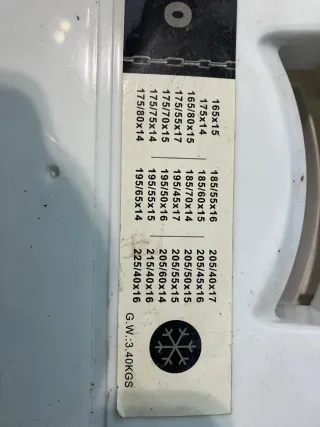 0
165x15
175x14
165/80x15
175/55x17
175/70x15
175/75x14
175/80x14
185/55x16
185/60x15
185/70x14
195/45x17
195/50x16
195/55x15
195/65x14
205/40x17
205/45x16
205/50x15
205/55x15
205/60x14
215/40x16
225/40x16
G.W.:3.40KGS